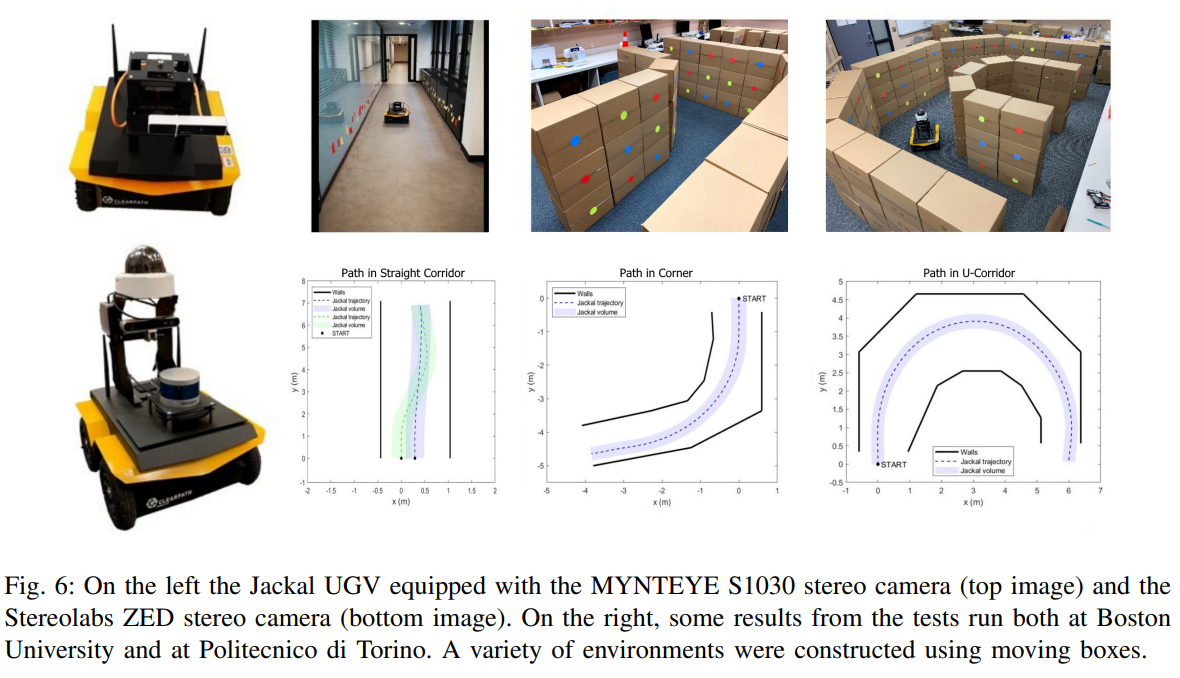 CLEARPATH
CLEARPATH
Path in Straight Corridor
8
7
6
5
4
3
2
1
0
-1
y (m)
Walls
Jackal trajectory
Jackal volume
Jackal trajectory
Jackal volume
START
-2 -1.5 -1 -0.5 0 0.5 1 1.5 2
x (m)
Path in Corner
0
-1
-2
-3
-4
-5
y (m)
Walls
Jackal trajectory
Jackal volume
START
-5 -4 -3 -2 -1 0 1
x (m)
Path in U-Corridor
5
4.5
4
3.5
3
2.5
2
1.5
1
0.5
0
-0.5
y (m)
START
Walls
Jackal trajectory
Jackal volume
-1 0 1 2 3 4 5 6 7
x (m)
Fig. 6: On the left the Jackal UGV equipped with the MYNTEYE S1030 stereo camera (top image) and the
Stereolabs ZED stereo camera (bottom image). On the right, some results from the tests run both at Boston
University and at Politecnico di Torino. A variety of environments were constructed using moving boxes.